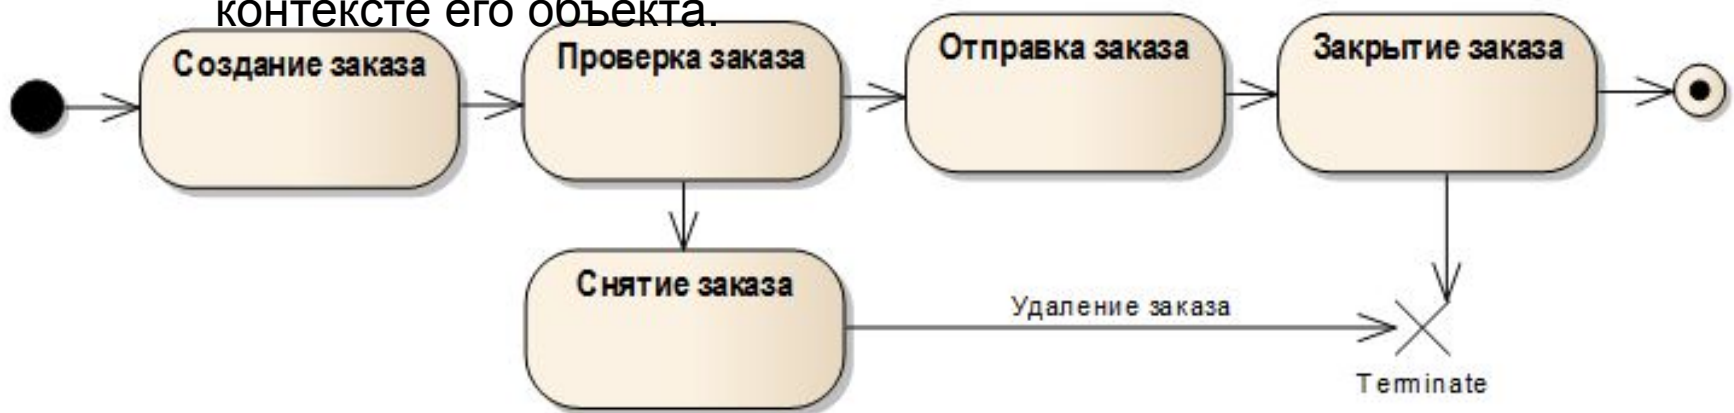 контексте его объекта.
Создание заказа
Проверка заказа
Отправка заказа
Закрытие заказа
Снятие заказа
Удаление заказа
Terminate